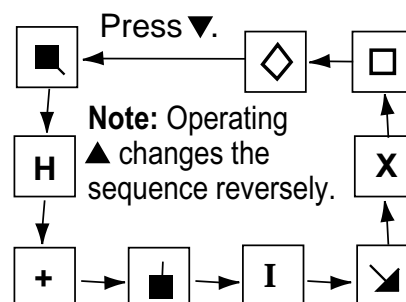 Press ▼.
Note: Operating
▲ changes the
sequence reversely.
H
X
+
I